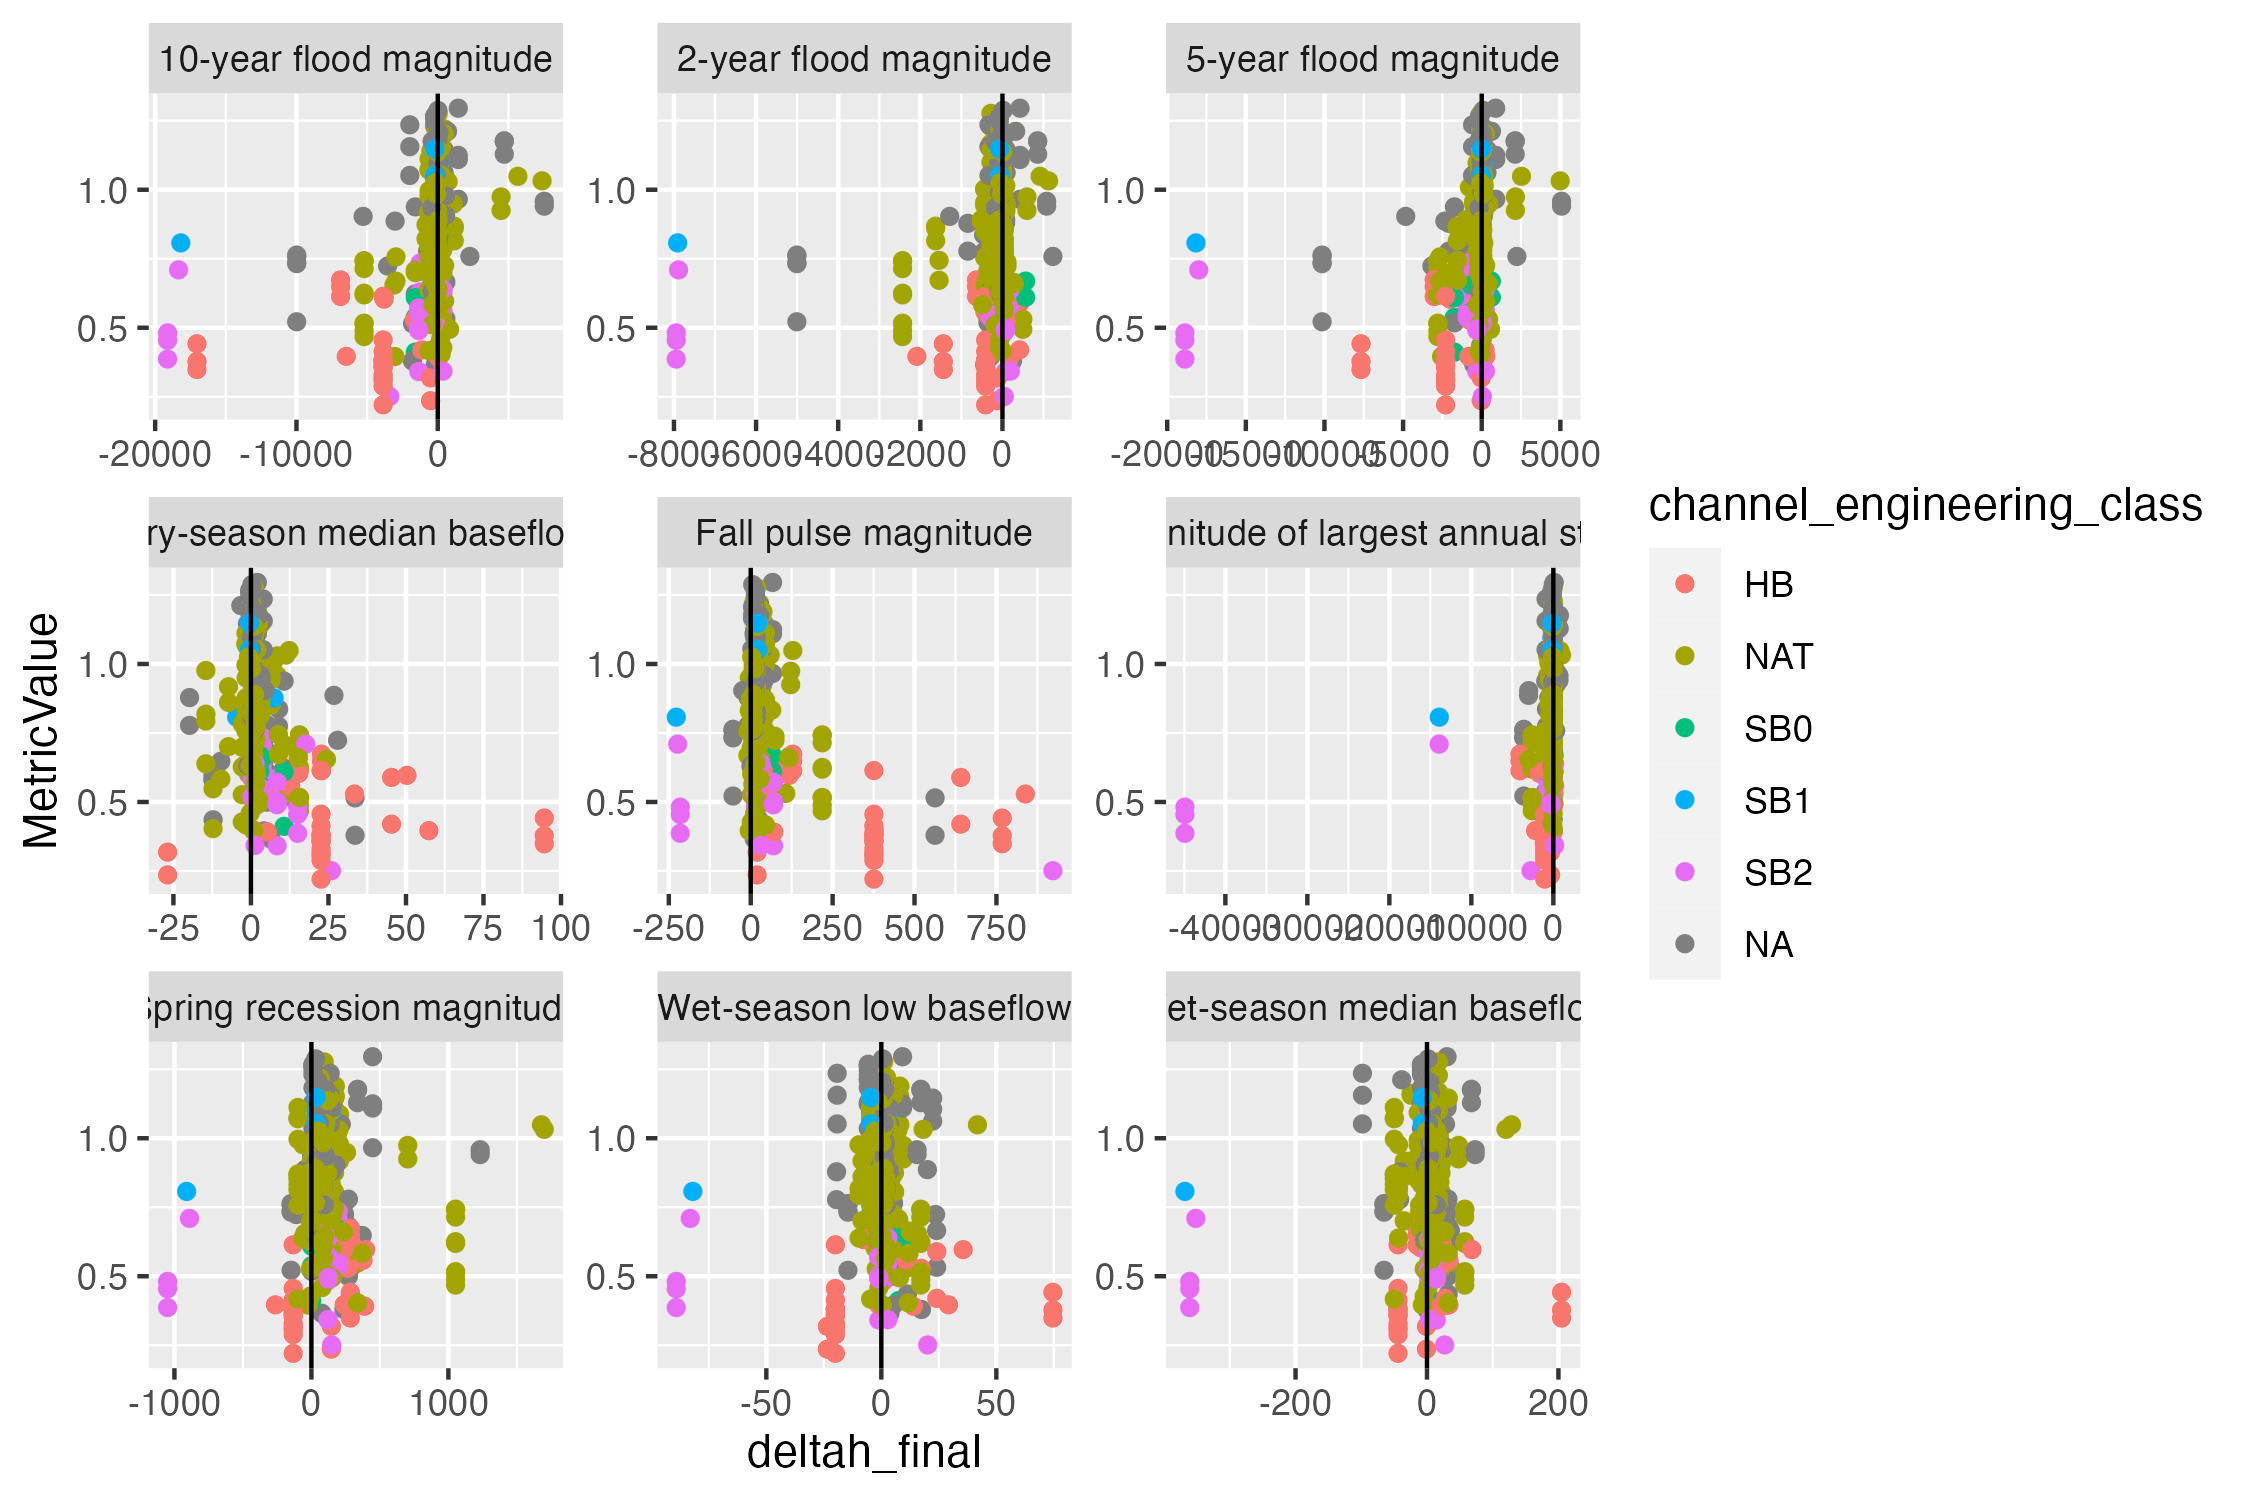 10-year flood magnitude
2-year flood magnitude
5-year flood magnitude
1.0
0.5
1.0
0.5
1.0
0.5
-20000 -10000 0
-8000 -6000 -4000 -2000 0
-20000 -15000 -10000 -5000 0 5000
ry-season median baseflo
Fall pulse magnitude
nitude of largest annual st
1.0
0.5
1.0
0.5
1.0
0.5
-25 0 25 50 75 100
-250 0 250 500 750
-40000 -30000 -20000 -10000 0
Spring recession magnitud
Wet-season low baseflow
et-season median baseflo
1.0
0.5
1.0
0.5
1.0
0.5
-1000 0 1000
-50 0 50
-200 0 200
MetricValue
deltah_final
channel_engineering_class
HB
NAT
SB0
SB1
SB2
NA